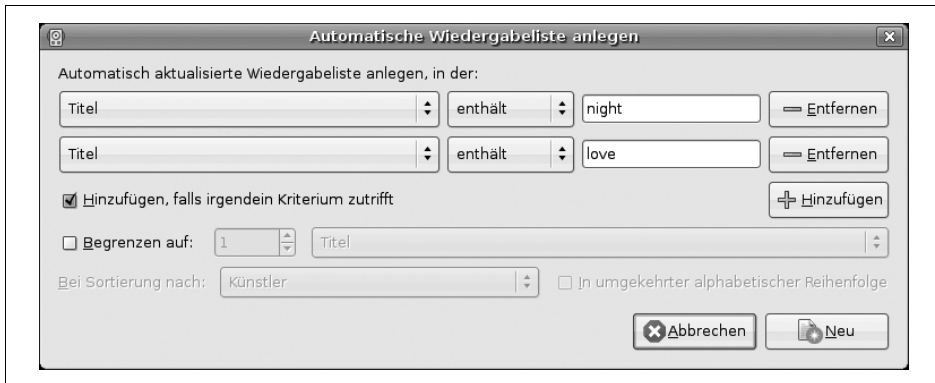 Automatische Wiedergabeliste anlegen
Automatisch aktualisierte Wiedergabeliste anlegen, in der:
Titel enthält night Entfernen
Titel enthält love Entfernen
Hinzufügen, falls irgendein Kriterium zutrifft Hinzufügen
Begrenzen auf: 1 Titel
Bei Sortierung nach: Künstler In umgekehrter alphabetischer Reihenfolge
Abbrechen Neu